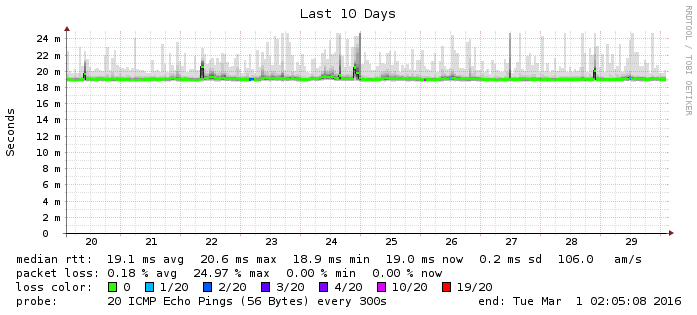 Last 10 Days
RRDTOOL / TOBI OETIKER
Seconds
24 m
22 m
20 m
18 m
16 m
14 m
12 m
10 m
8 m
6 m
4 m
2 m
0
20 21 22 23 24 25 26 27 28 29
median rtt: 19.1 ms avg 20.6 ms max 18.9 ms min 19.0 ms now 0.2 ms sd 106.0 am/s
packet loss: 0.18 % avg 24.97 % max 0.00 % min 0.00 % now
loss color: 0 1/20 2/20 3/20 4/20 10/20 19/20
probe: 20 ICMP Echo Pings (56 Bytes) every 300s end: Tue Mar 1 02:05:08 2016